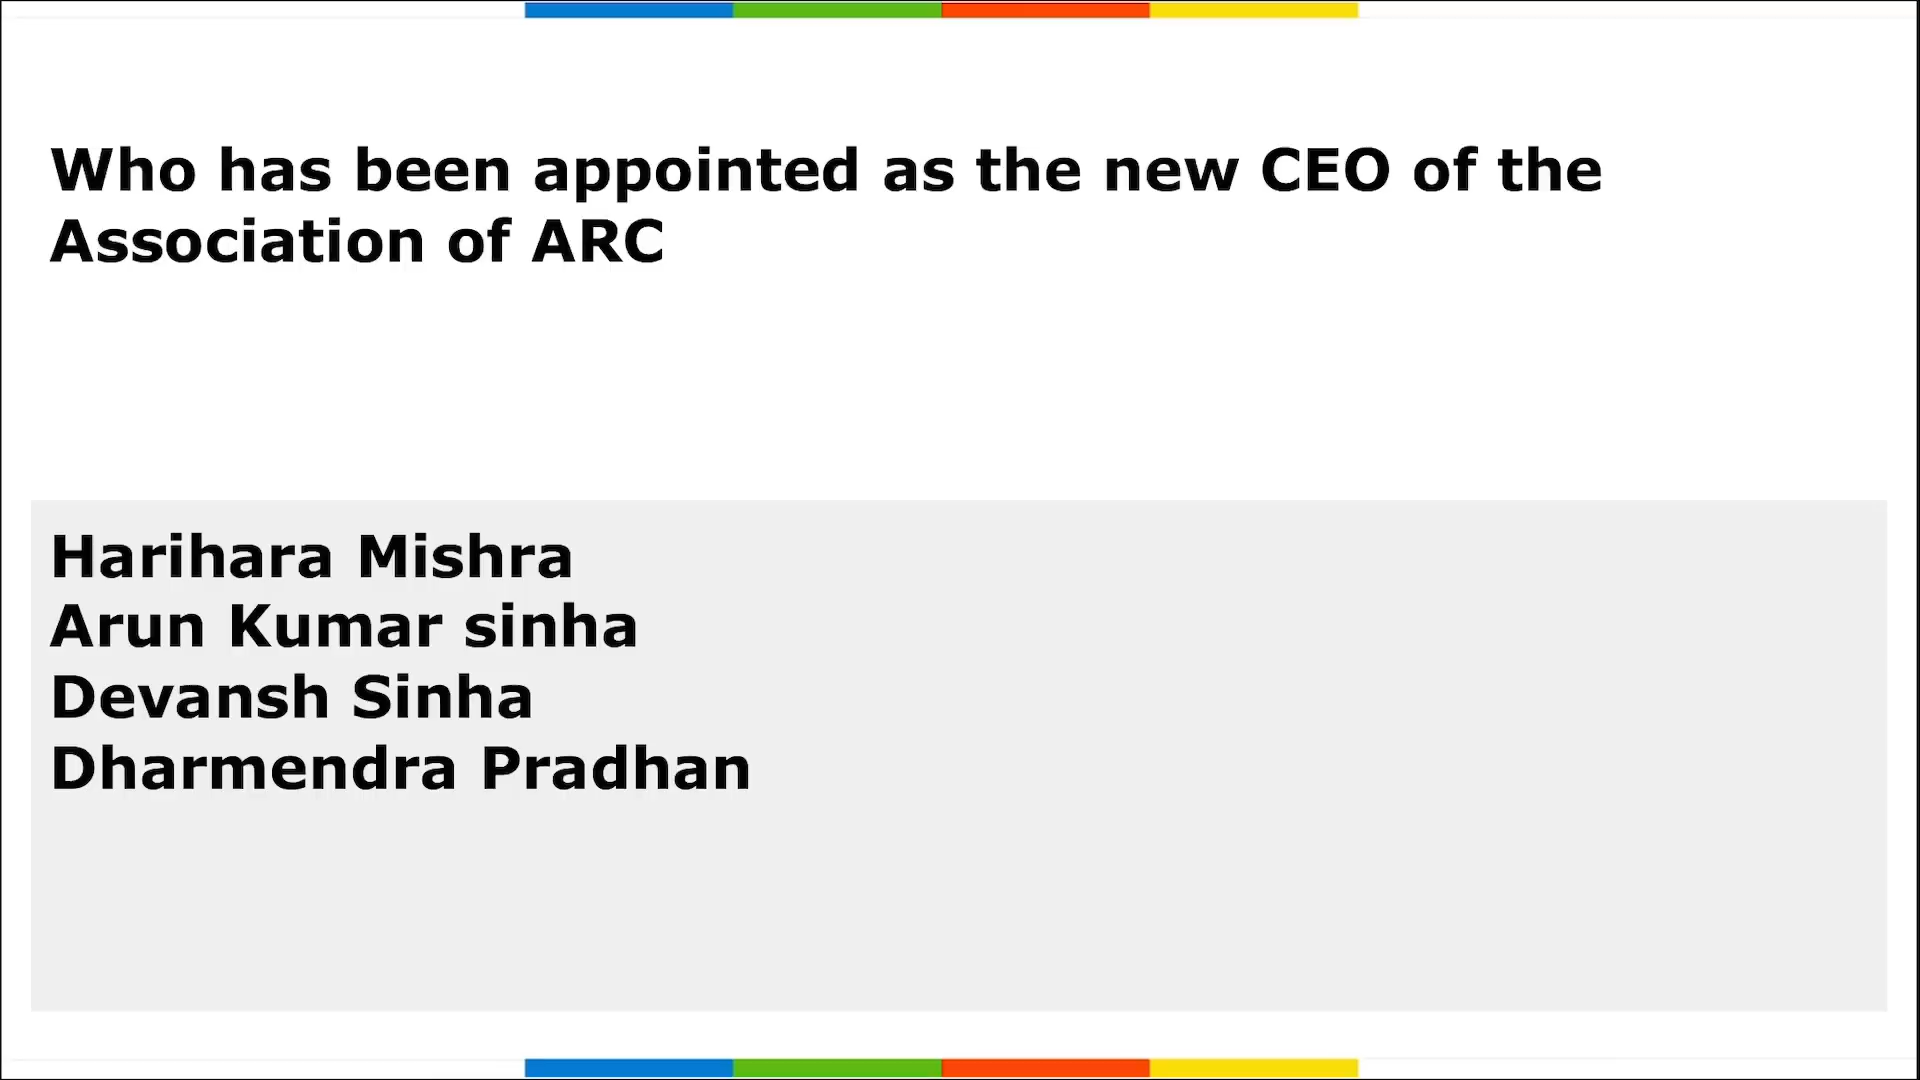 Who has been appointed as the new CEO of the
Association of ARC
Harihara Mishra
Arun Kumar sinha
Devansh Sinha
Dharmendra Pradhan